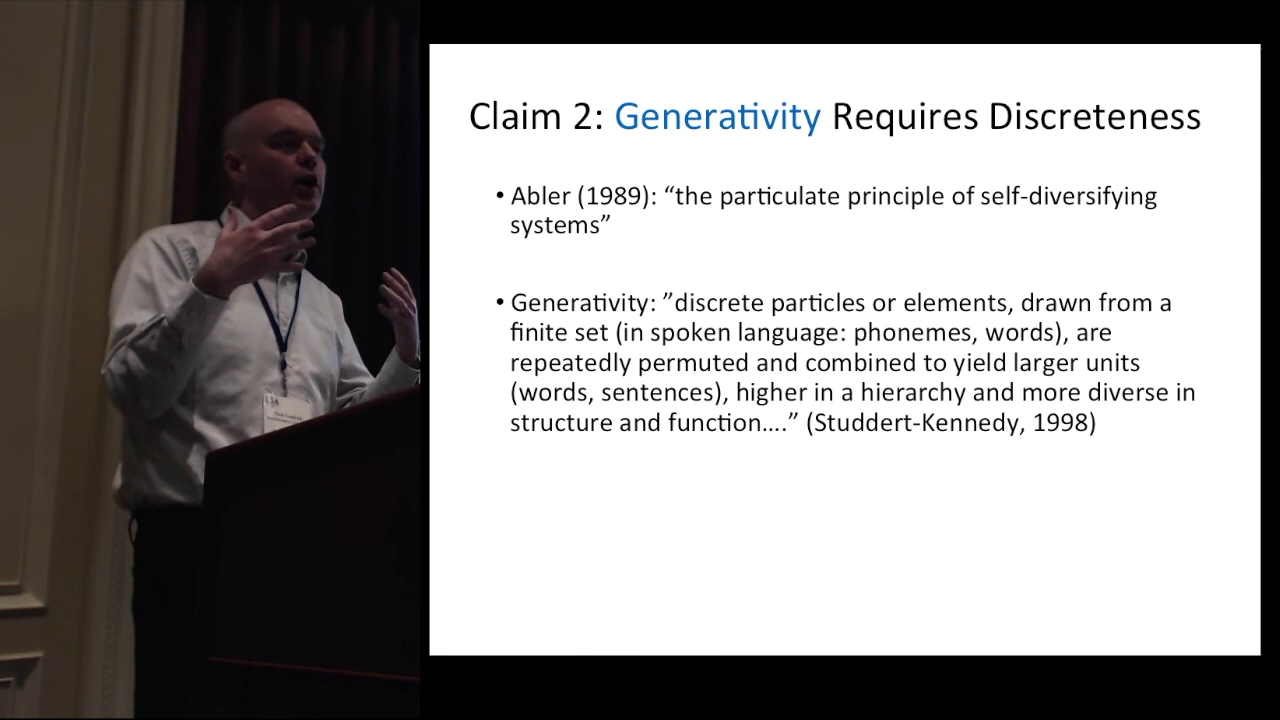 Claim 2: Generativity Requires Discreteness
• Abler (1989): “the particulate principle of self-diversifying
systems”
• Generativity: ”discrete particles or elements, drawn from a
finite set (in spoken language: phonemes, words), are
repeatedly permuted and combined to yield larger units
(words, sentences), higher in a hierarchy and more diverse in
structure and function….” (Studdert-Kennedy, 1998)
LSA